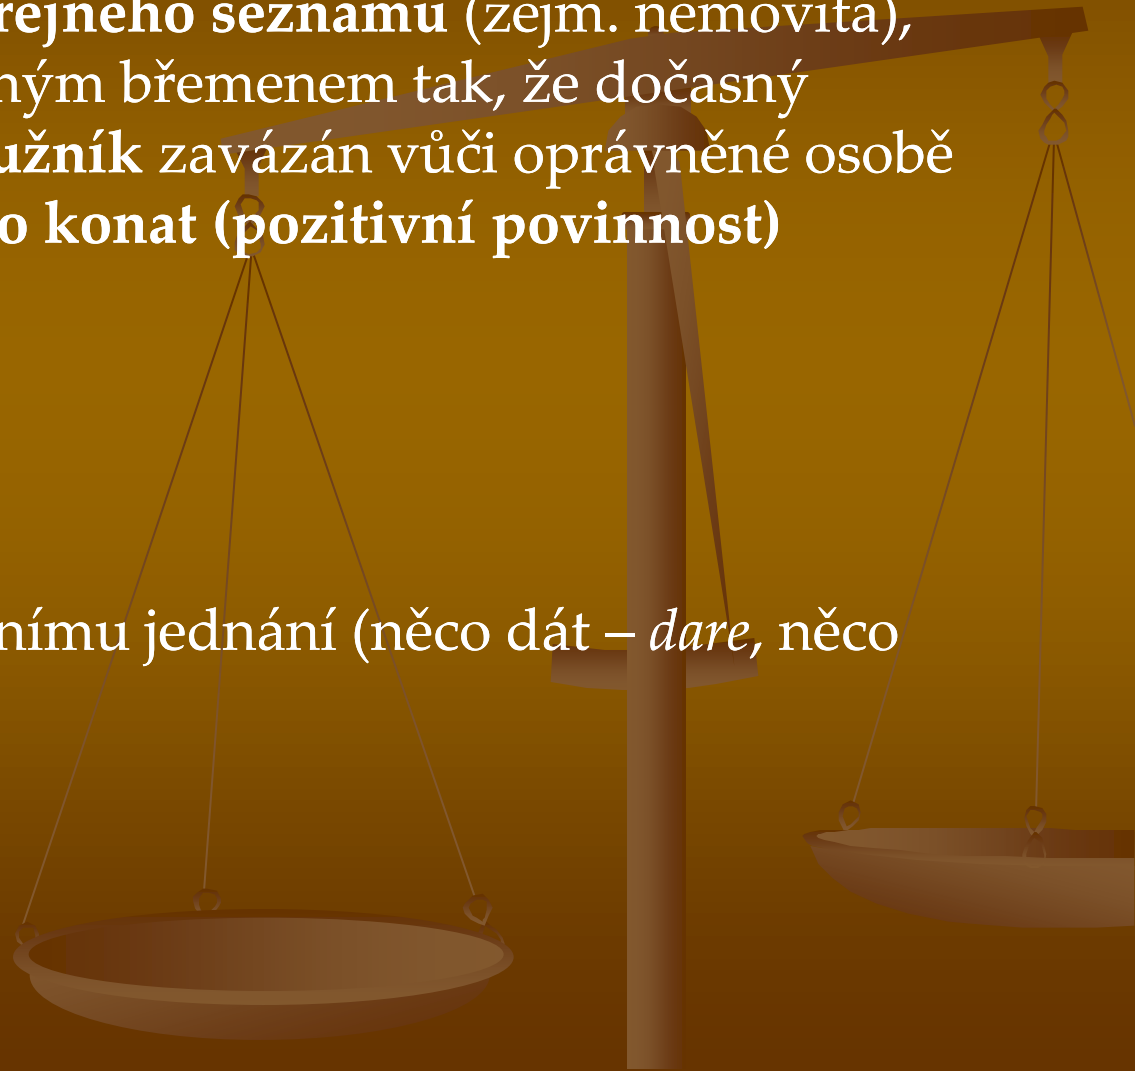 řejného seznamu (zejm. nemovitá),
ným břemenem tak, že dočasný
užník zavázán vůči oprávněné osobě
o konat (pozitivní povinnost)
nímu jednání (něco dát – dare, něco